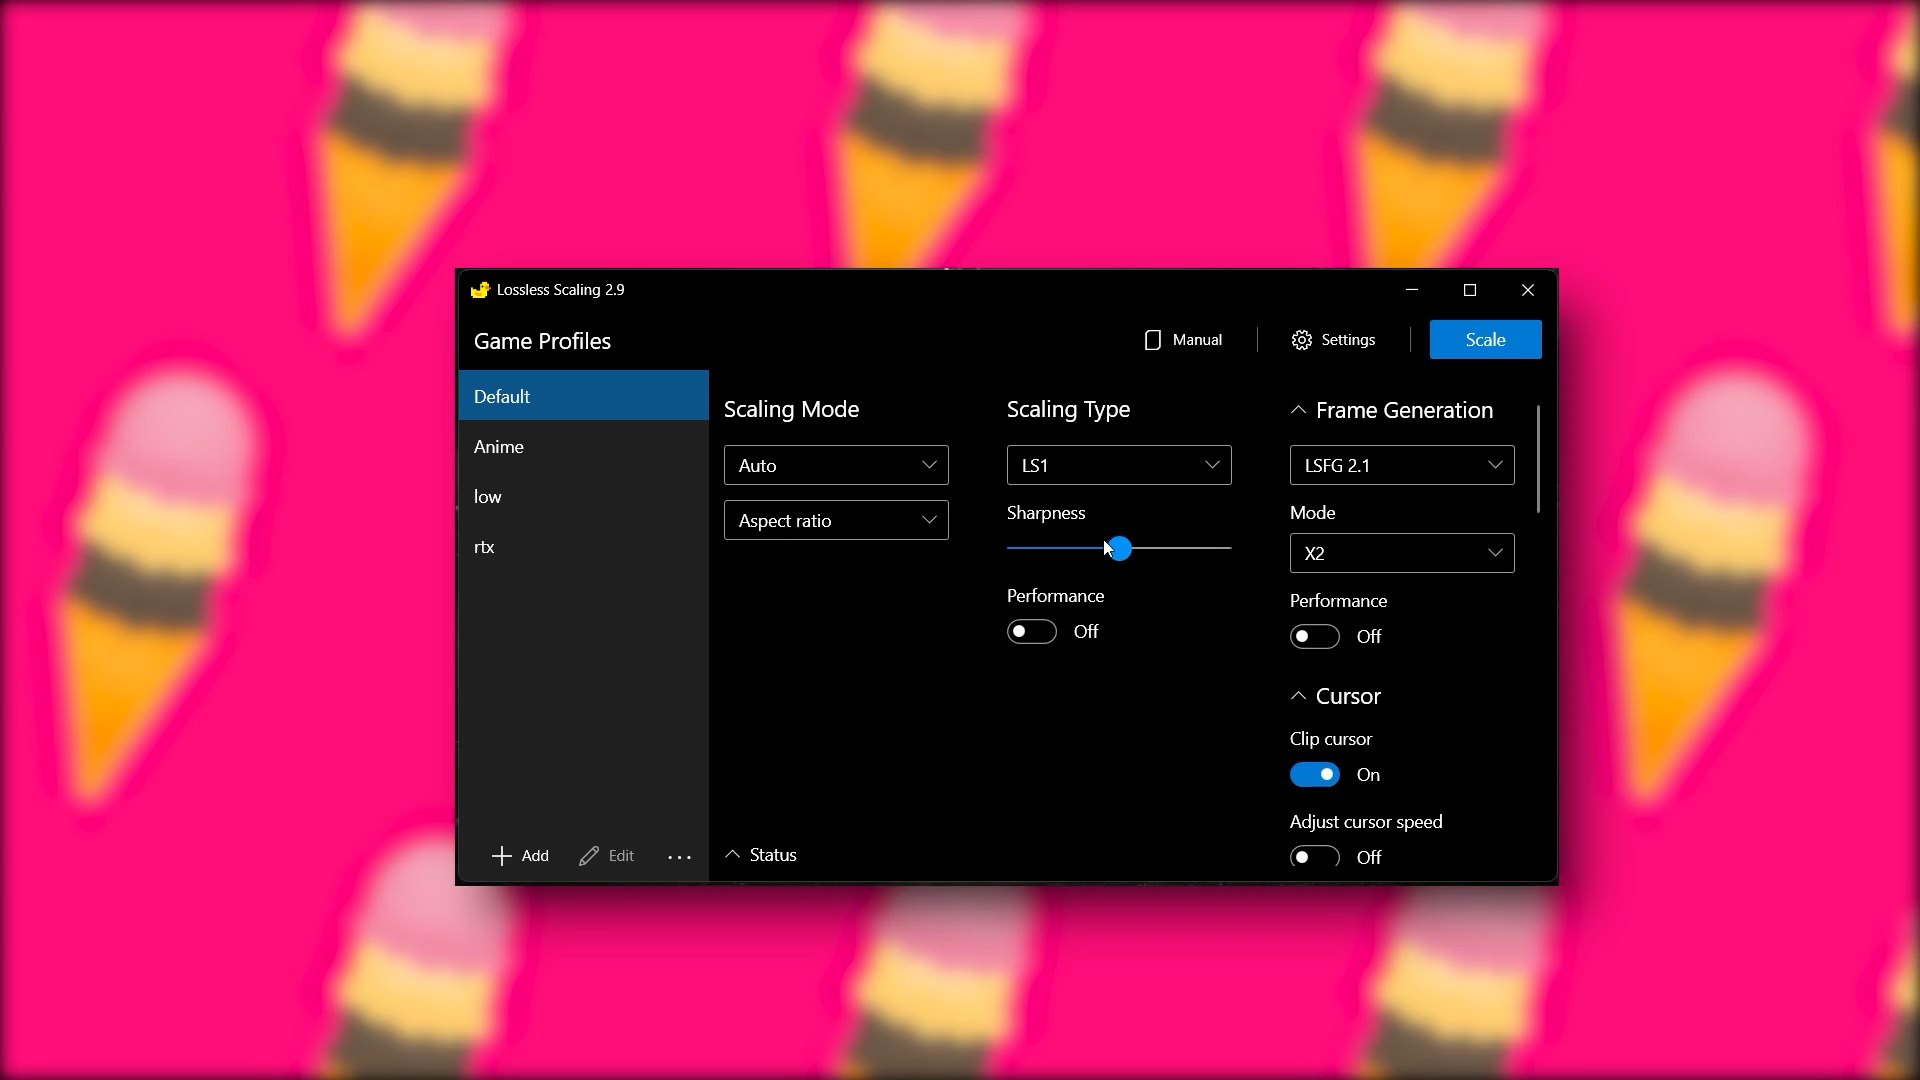 Lossless Scaling 2.9
Game Profiles
Manual
Settings
Scale
Default
Anime
low
rtx
Add
Edit
Scaling Mode
Auto
Aspect ratio
Status
Scaling Type
LS1
Sharpness
Performance
Off
Frame Generation
LSFG 2.1
Mode
X2
Performance
Off
Cursor
Clip cursor
On
Adjust cursor speed
Off